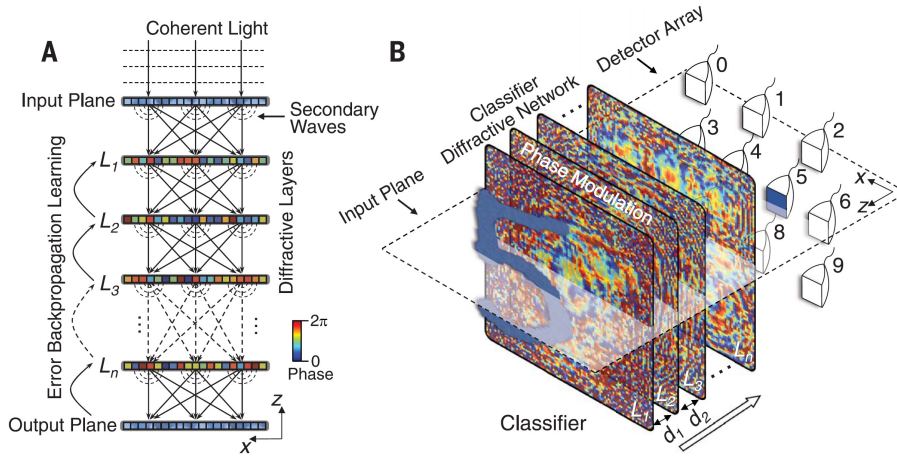 A
Coherent Light
Input Plane
Secondary
Waves
L1
L2
L3
Ln
Error Backpropagation Learning
Diffractive Layers
2π
0
Phase
Output Plane
z
x
B
Detector Array
Classifier
Diffractive Network
Input Plane
Phase Modulation
0
1
2
3
4
5
6
8
9
x
z
L1
L2
L3
Ln
d1
d2
Classifier